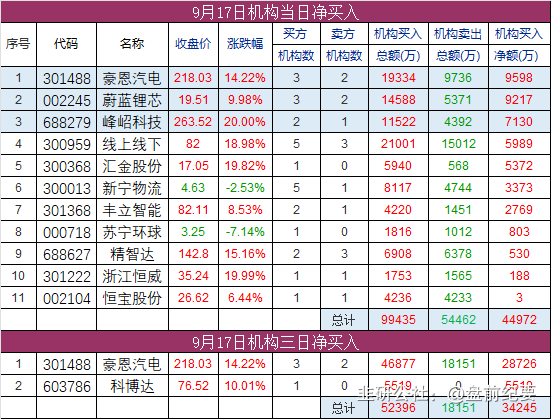 9月17日机构当日净买入
序号 代码 名称 收盘价 涨跌幅 买方机构数 卖方机构数 机构买入总额(万) 机构卖出总额(万) 机构买入净额(万)
1 301488 豪恩汽电 218.03 14.22% 3 2 19334 9736 9598
2 002245 蔚蓝锂芯 19.51 9.98% 3 2 14588 5371 9217
3 688279 峰岹科技 263.52 20.00% 2 1 11522 4392 7130
4 300959 线上线下 82 18.98% 5 3 21001 15012 5989
5 300368 汇金股份 17.05 19.82% 1 0 5940 568 5372
6 300013 新宁物流 4.63 -2.53% 5 1 8117 4744 3373
7 301368 丰立智能 82.11 8.53% 2 1 4220 1451 2769
8 000718 苏宁环球 3.25 -7.14% 1 0 1816 1012 803
9 688627 精智达 142.8 15.16% 2 3 6908 6378 530
10 301222 浙江恒威 35.24 19.99% 1 1 1753 1565 188
11 002104 恒宝股份 26.62 6.44% 1 1 4236 4233 3
总计 99435 54462 44972
9月17日机构三日净买入
1 301488 豪恩汽电 218.03 14.22% 3 2 46877 18151 28726
2 603786 科博达 76.52 10.01% 1 0 5519 0 5519
总计 52396 18151 34245
韭研公社：@盘前纪要